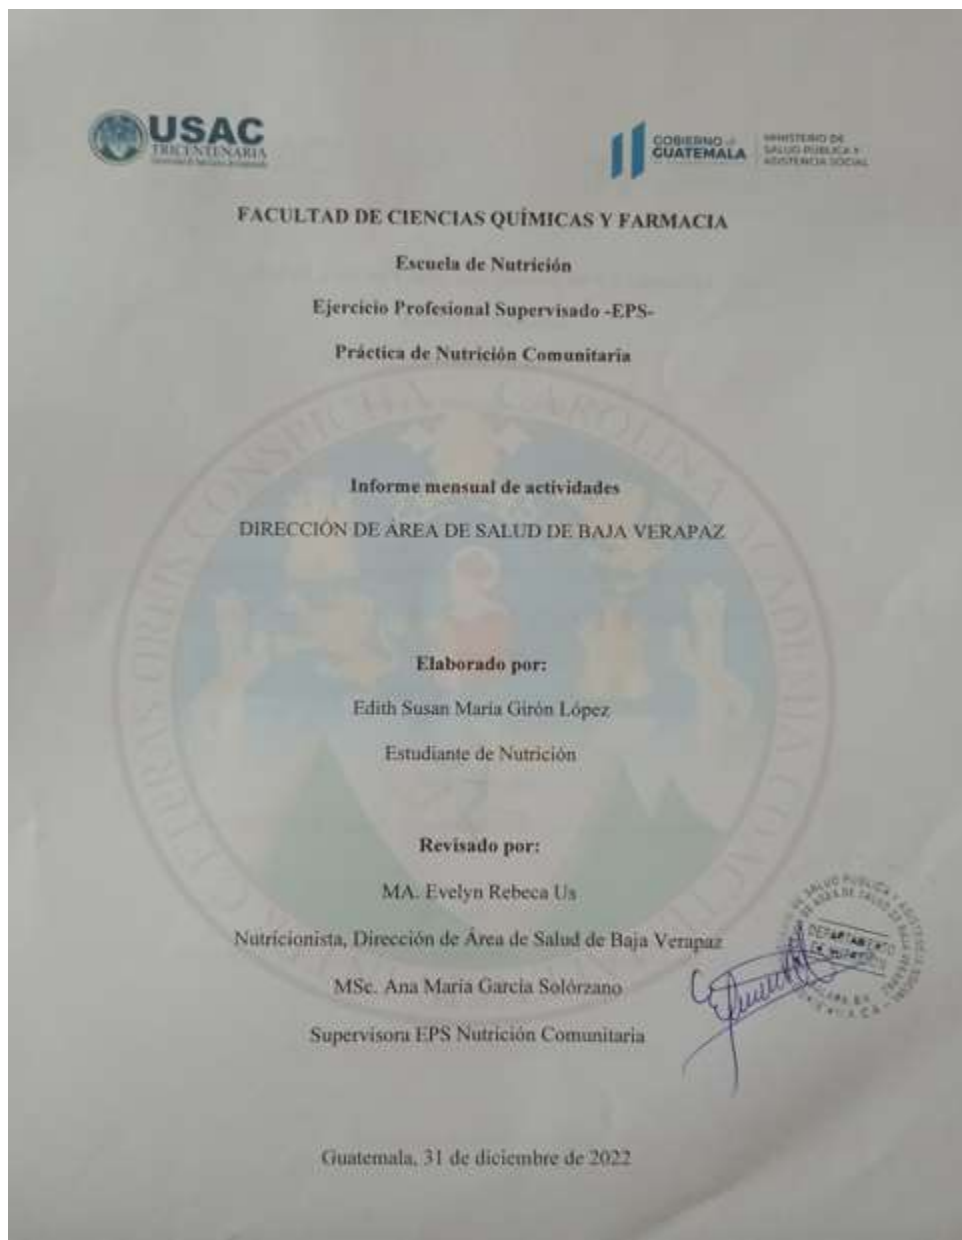 USAC
TRICENTENARIA
GOBIERNO de
GUATEMALA
MINISTERIO DE
SALUD PÚBLICA Y
ASISTENCIA SOCIAL
FACULTAD DE CIENCIAS QUÍMICAS Y FARMACIA
Escuela de Nutrición
Ejercicio Profesional Supervisado -EPS-
Práctica de Nutrición Comunitaria
Informe mensual de actividades
DIRECCIÓN DE ÁREA DE SALUD DE BAJA VERAPAZ
Elaborado por:
Edith Susan María Girón López
Estudiante de Nutrición
Revisado por:
MA. Evelyn Rebeca Us
Nutricionista, Dirección de Área de Salud de Baja Verapaz
MSc. Ana María García Solórzano
Supervisora EPS Nutrición Comunitaria
DEPARTAMENTO
Guatemala, 31 de diciembre de 2022